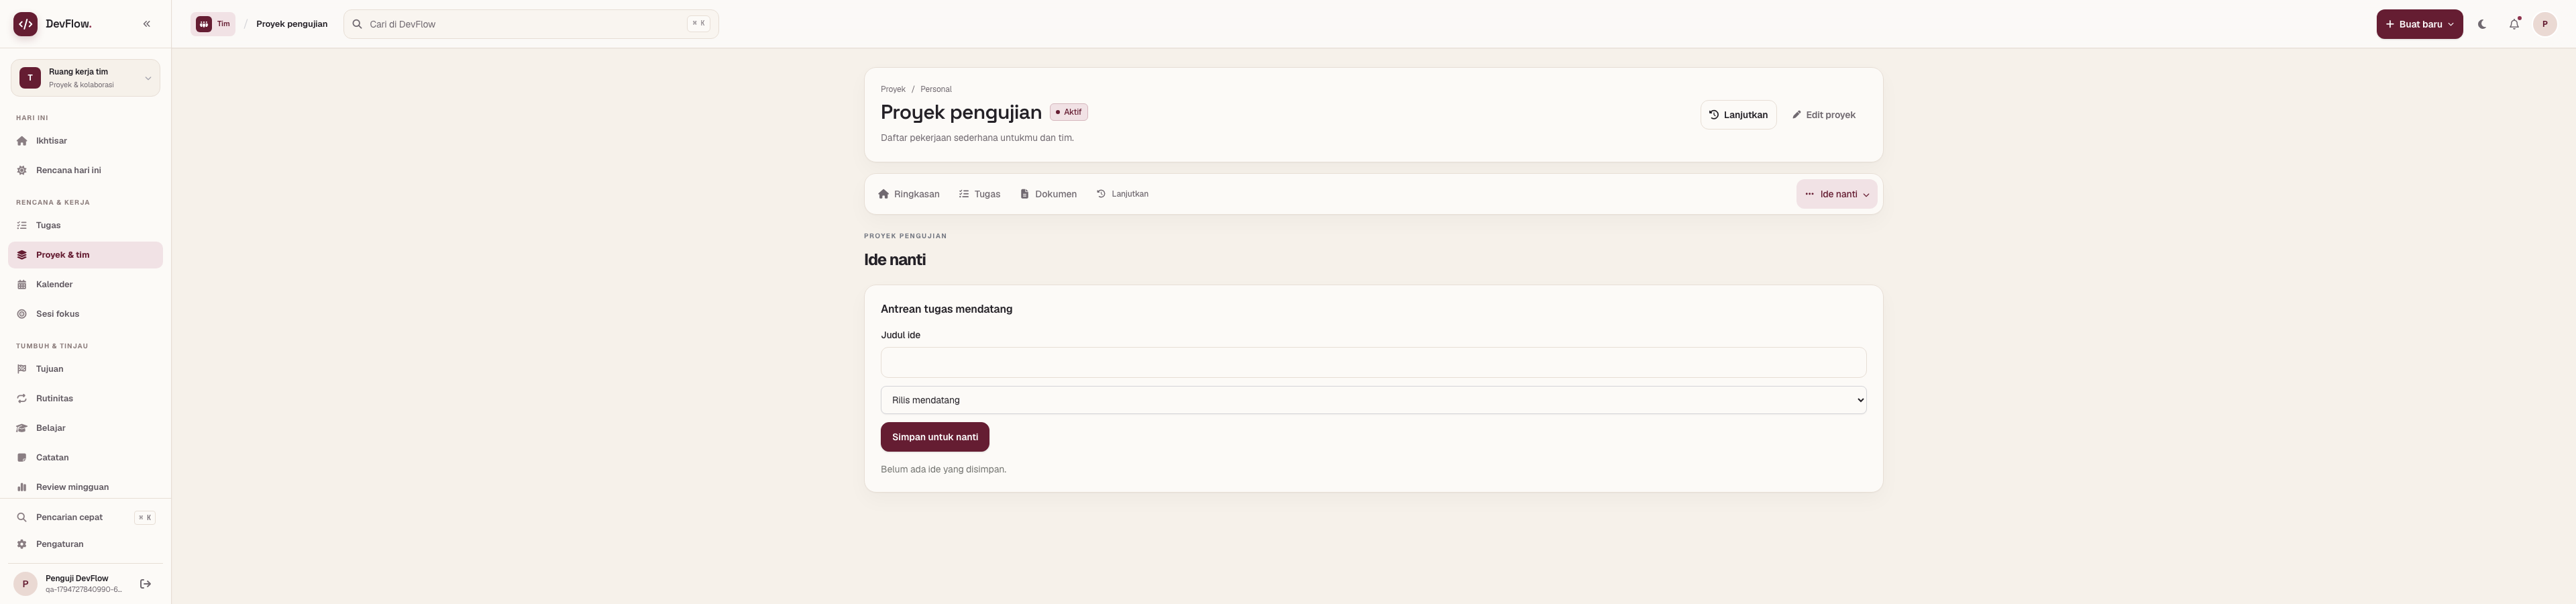 DevFlow.
Tim / Proyek pengujian
Cari di DevFlow
⌘ K
Buat baru
P
T
Ruang kerja tim
Proyek & kolaborasi
HARI INI
Ikhtisar
Rencana hari ini
RENCANA & KERJA
Tugas
Proyek & tim
Kalender
Sesi fokus
TUMBUH & TINJAU
Tujuan
Rutinitas
Belajar
Catatan
Review mingguan
Pencarian cepat
⌘ K
Pengaturan
P
Penguji DevFlow
qa-1794727840990-6...
Proyek / Personal
Proyek pengujian
Aktif
Daftar pekerjaan sederhana untukmu dan tim.
Lanjutkan
Edit proyek
Ringkasan
Tugas
Dokumen
Lanjutkan
Ide nanti
PROYEK PENGUJIAN
Ide nanti
Antrean tugas mendatang
Judul ide
Rilis mendatang
Simpan untuk nanti
Belum ada ide yang disimpan.